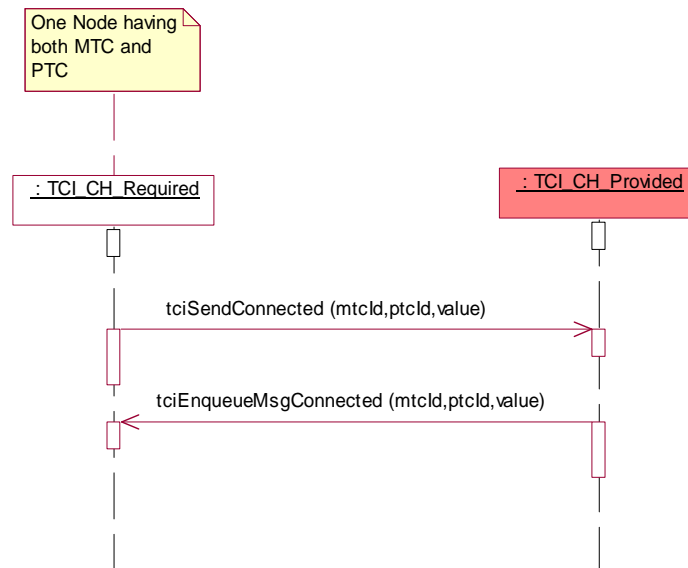 One Node having
both MTC and
PTC
: TCI_CH_Required
: TCI_CH_Provided
tciSendConnected (mtcId,ptcId,value)
tciEnqueueMsgConnected (mtcId,ptcId,value)